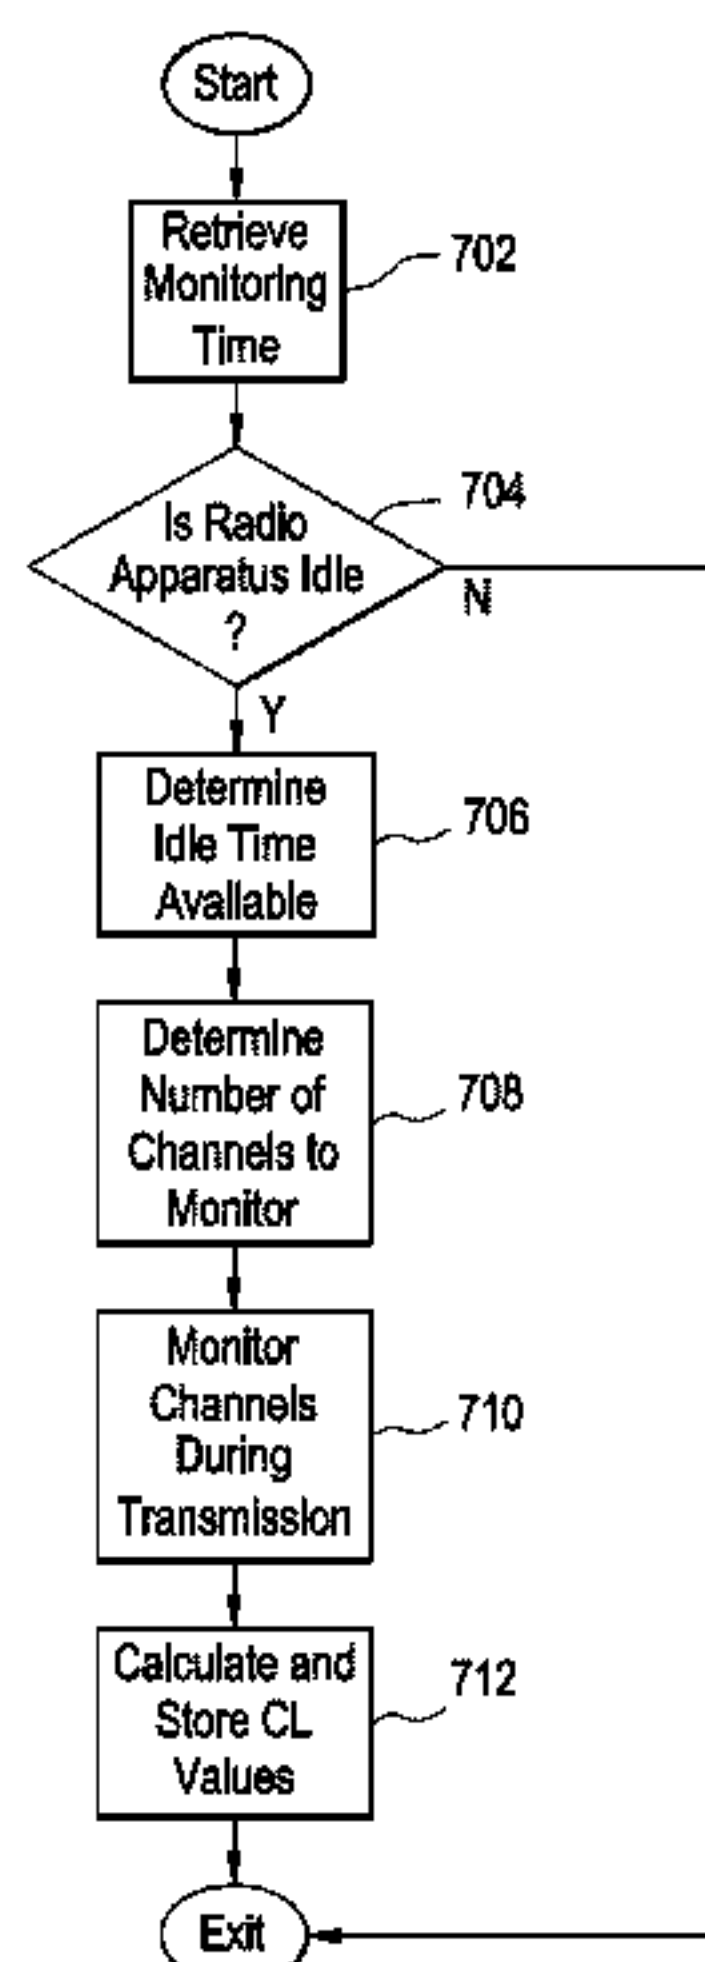 Start
Retrieve
Monitoring
Time
702
Is Radio
Apparatus Idle
?
704
N
Y
Determine
Idle Time
Available
706
Determine
Number of
Channels to
Monitor
708
Monitor
Channels
During
Transmission
710
Calculate and
Store CL
Values
712
Exit